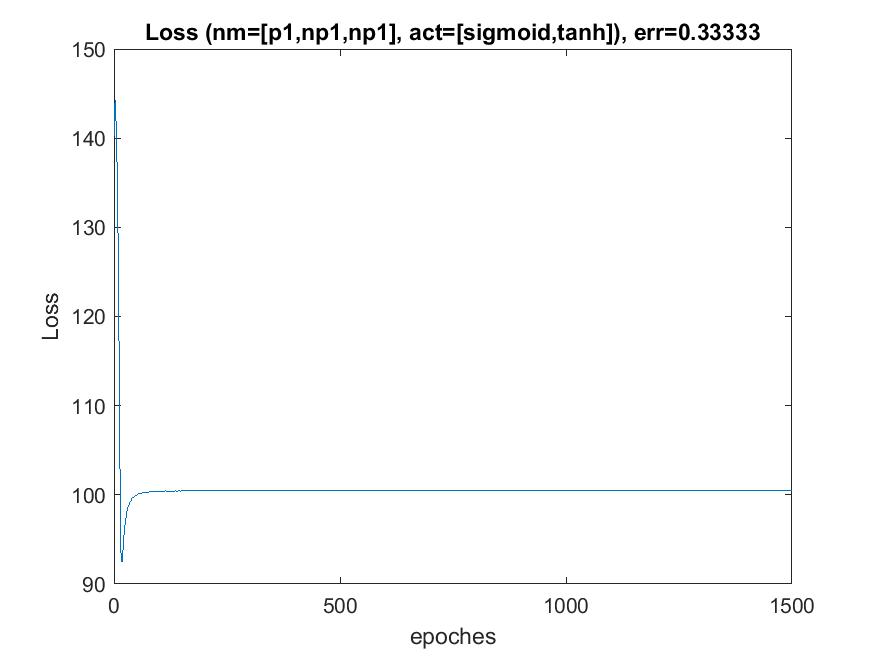 Loss (nm=[p1,np1,np1], act=[sigmoid,tanh]), err=0.33333
150
140
130
120
110
100
90
Loss
0 500 1000 1500
epoches